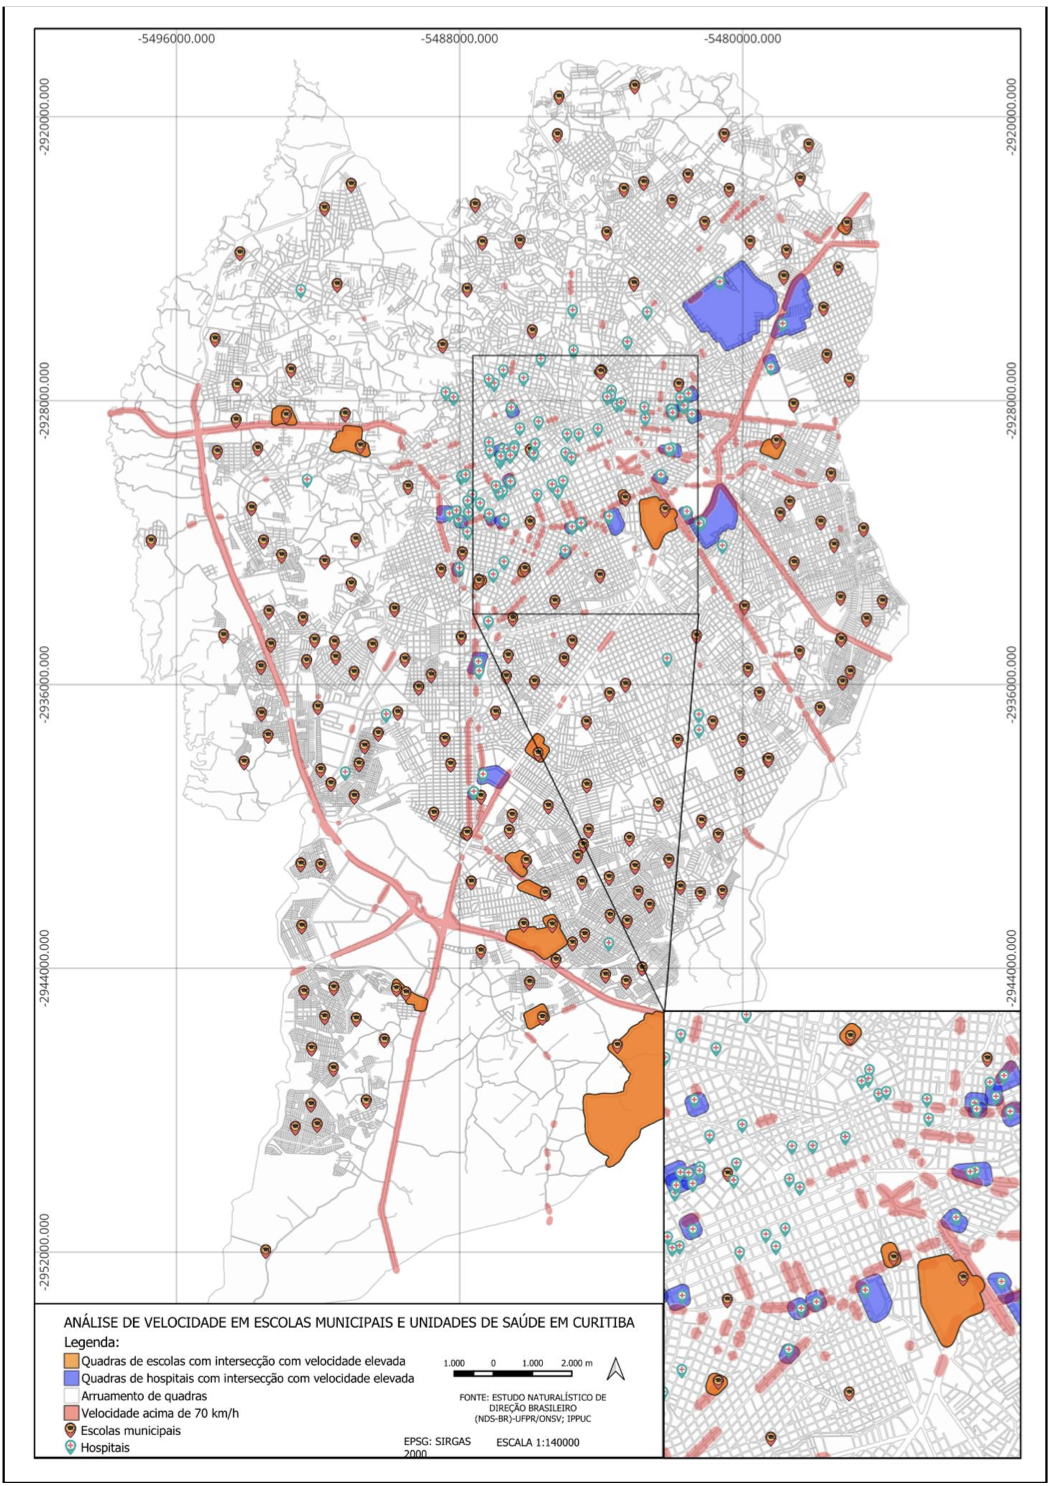 -5496000.000 -5488000.000 -5480000.000
-2920000.000 -2920000.000
-2928000.000 -2928000.000
-2936000.000 -2936000.000
-2944000.000 -2944000.000
-2952000.000
ANÁLISE DE VELOCIDADE EM ESCOLAS MUNICIPAIS E UNIDADES DE SAÚDE EM CURITIBA
Legenda:
Quadras de escolas com intersecção com velocidade elevada
Quadras de hospitais com intersecção com velocidade elevada
Arruamento de quadras
Velocidade acima de 70 km/h
Escolas municipais
Hospitais
1.000 0 1.000 2.000 m
FONTE: ESTUDO NATURALÍSTICO DE
DIREÇÃO BRASILEIRO
(NDS-BR)-UFPR/ONSV; IPPUC
EPSG: SIRGAS
2000
ESCALA 1:140000